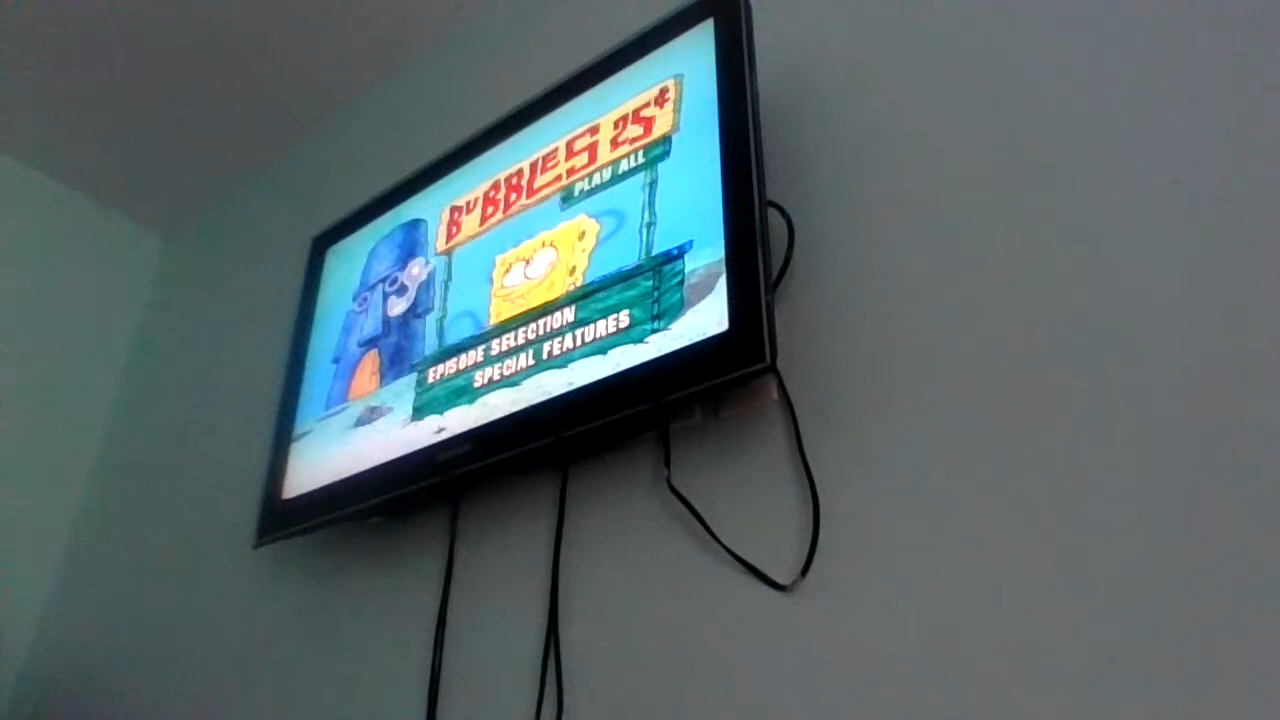 BUBBLES 25¢
PLAY ALL
EPISODE SELECTION
SPECIAL FEATURES